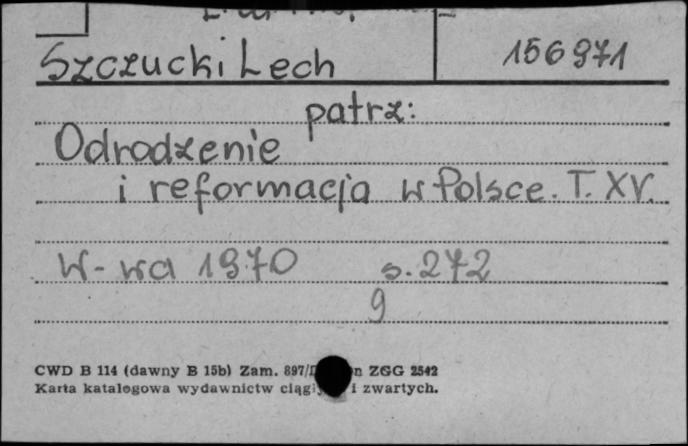 Szczucki Lech 156971
patrz:
Odrodzenie
i reformacja w Polsce. T. XV.
W-wa 1970 s. 272
9
CWD B 114 (dawny B 15b) Zam. 897/ ZGG 2542
Karta katalogowa wydawnictw i zwartych.